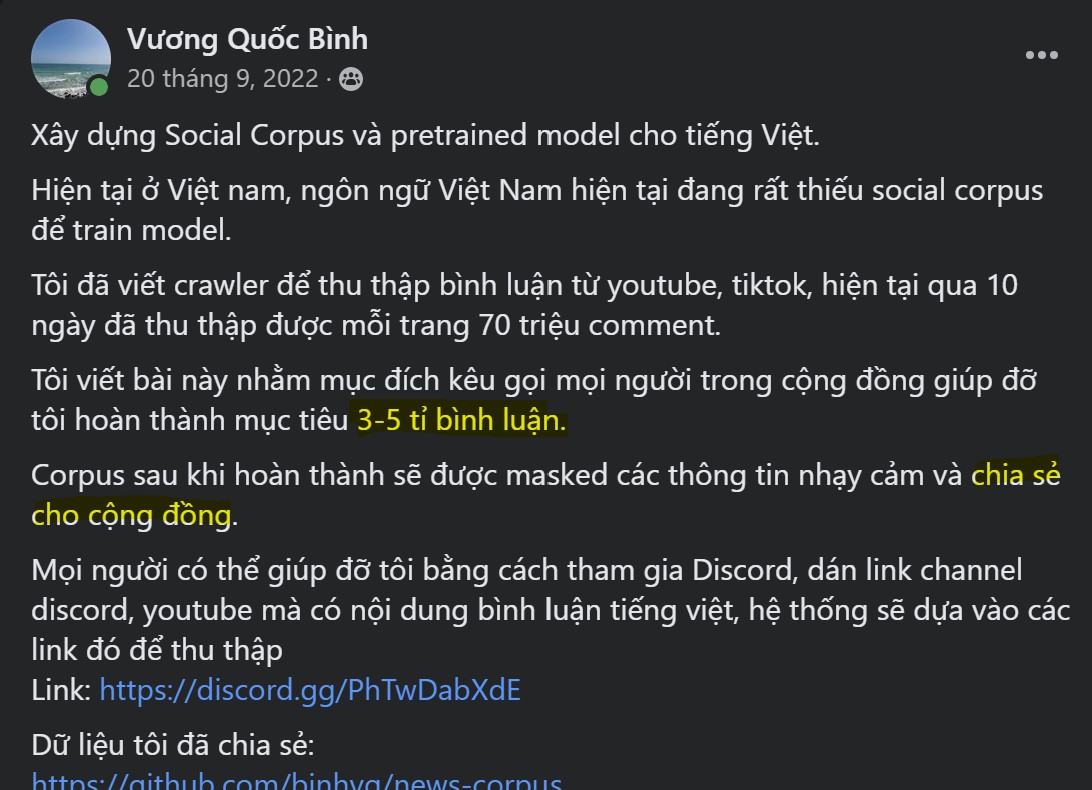 Vương Quốc Bình
20 tháng 9, 2022 ·
Xây dựng Social Corpus và pretrained model cho tiếng Việt.
Hiện tại ở Việt nam, ngôn ngữ Việt Nam hiện tại đang rất thiếu social corpus
để train model.
Tôi đã viết crawler để thu thập bình luận từ youtube, tiktok, hiện tại qua 10
ngày đã thu thập được mỗi trang 70 triệu comment.
Tôi viết bài này nhằm mục đích kêu gọi mọi người trong cộng đồng giúp đỡ
tôi hoàn thành mục tiêu 3-5 tỉ bình luận.
Corpus sau khi hoàn thành sẽ được masked các thông tin nhạy cảm và chia sẻ
cho cộng đồng.
Mọi người có thể giúp đỡ tôi bằng cách tham gia Discord, dán link channel
discord, youtube mà có nội dung bình luận tiếng việt, hệ thống sẽ dựa vào các
link đó để thu thập
Link: https://discord.gg/PhTwDabXdE
Dữ liệu tôi đã chia sẻ:
https://github.com/binhvq/news-corpus